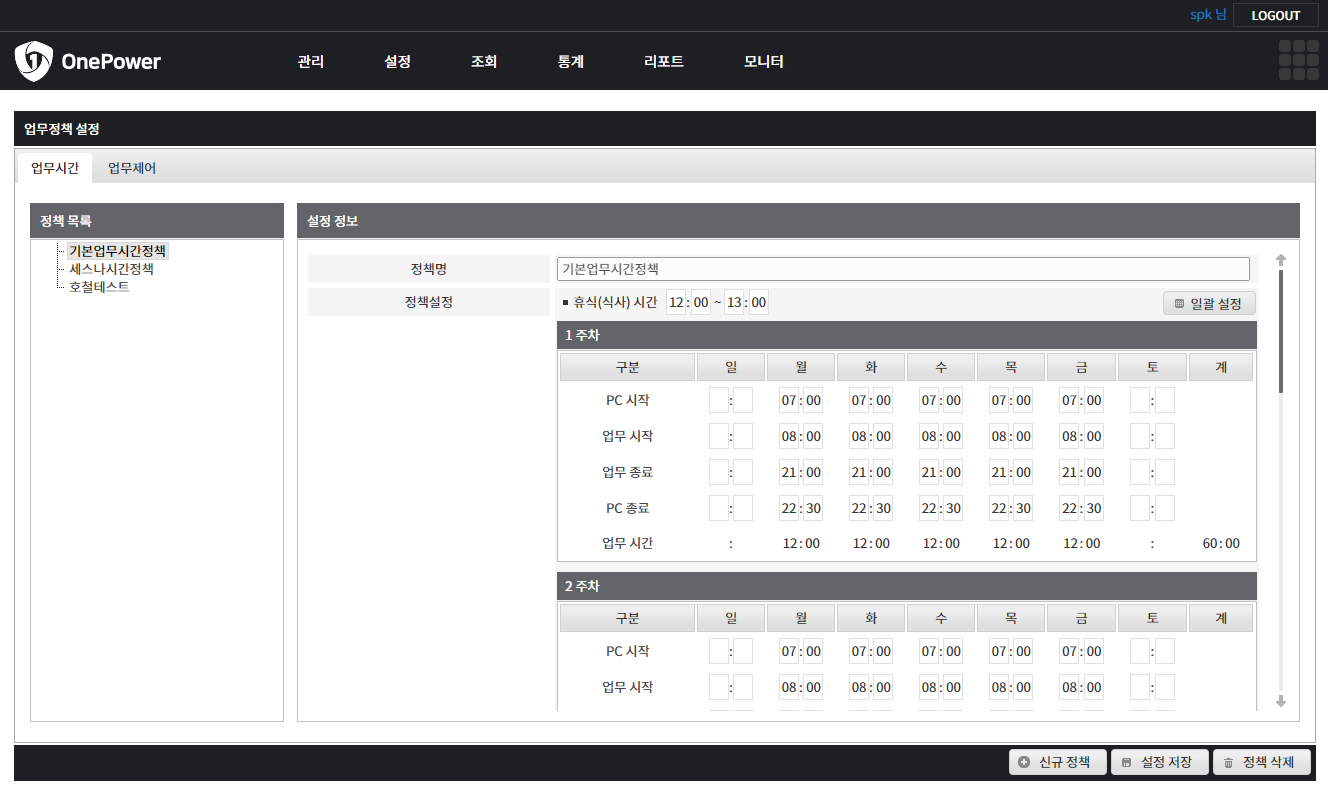 spk 님 LOGOUT
OnePower 관리 설정 조회 통계 리포트 모니터
업무정책 설정
업무시간 업무제어
정책 목록
기본업무시간정책
세스나시간정책
호철테스트
설정 정보
정책명 기본업무시간정책
정책설정 ▪ 휴식(식사) 시간 12:00 ~ 13:00 일괄 설정
1 주차
구분 일 월 화 수 목 금 토 계
PC 시작 : 07:00 07:00 07:00 07:00 07:00 :
업무 시작 : 08:00 08:00 08:00 08:00 08:00 :
업무 종료 : 21:00 21:00 21:00 21:00 21:00 :
PC 종료 : 22:30 22:30 22:30 22:30 22:30 :
업무 시간 : 12:00 12:00 12:00 12:00 12:00 : 60:00
2 주차
구분 일 월 화 수 목 금 토 계
PC 시작 : 07:00 07:00 07:00 07:00 07:00 :
업무 시작 : 08:00 08:00 08:00 08:00 08:00 :
신규 정책 설정 저장 정책 삭제